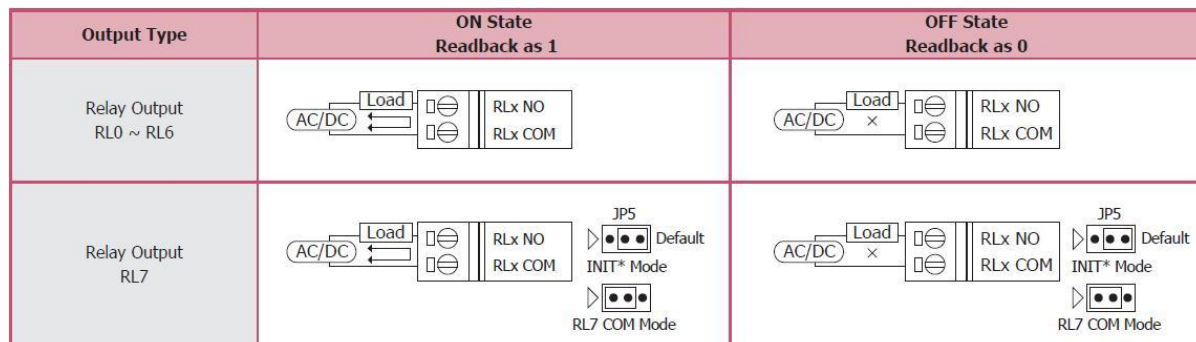 Output Type
ON State
Readback as 1
OFF State
Readback as 0
Relay Output
RL0 ~ RL6
AC/DC
Load
RLx NO
RLx COM
AC/DC
Load
×
RLx NO
RLx COM
Relay Output
RL7
AC/DC
Load
RLx NO
RLx COM
JP5
Default
INIT* Mode
RL7 COM Mode
AC/DC
Load
×
RLx NO
RLx COM
JP5
Default
INIT* Mode
RL7 COM Mode